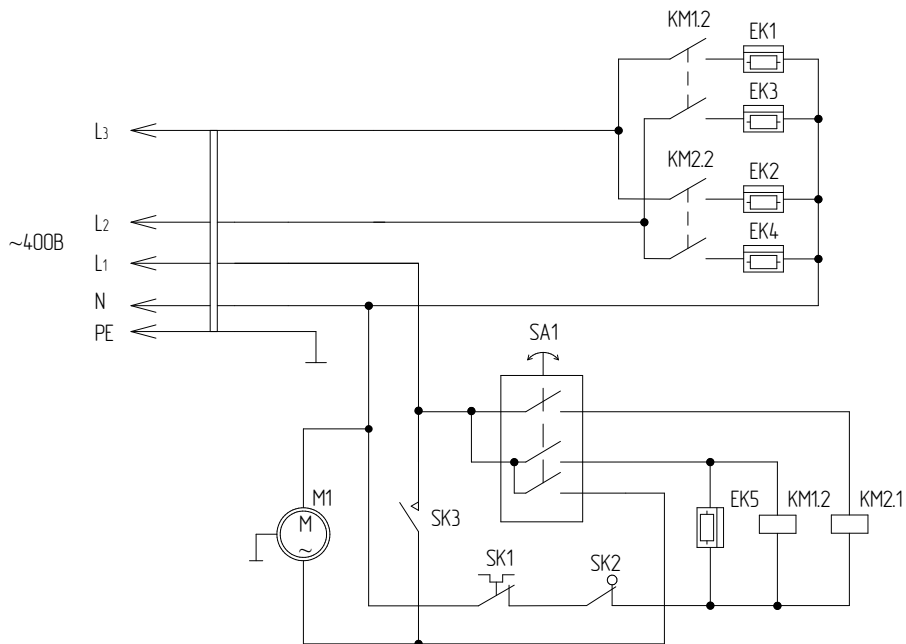 KM1.2
EK1
EK3
L3
KM2.2
EK2
L2
EK4
~400В
L1
N
PE
SA1
M1
M
~
SK3
EK5
KM1.2
KM2.1
SK1
SK2